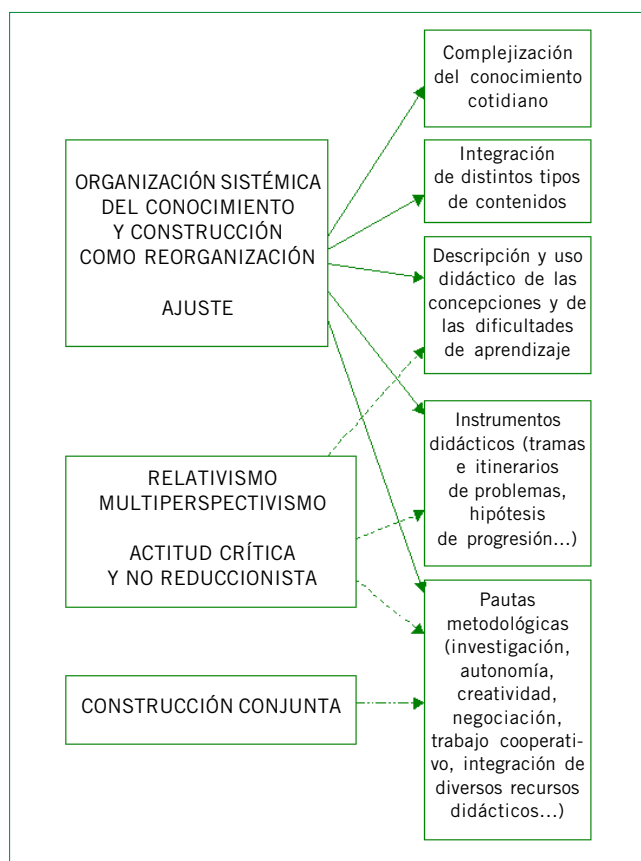 ORGANIZACIÓN SISTÉMICA
DEL CONOCIMIENTO
Y CONSTRUCCIÓN
COMO REORGANIZACIÓN
AJUSTE
RELATIVISMO
MULTIPERSPECTIVISMO
ACTITUD CRÍTICA
Y NO REDUCCIONISTA
CONSTRUCCIÓN CONJUNTA
Complejización
del conocimiento
cotidiano
Integración
de distintos tipos
de contenidos
Descripción y uso
didáctico de las
concepciones y de
las dificultades
de aprendizaje
Instrumentos
didácticos (tramas
e itinerarios
de problemas,
hipótesis
de progresión...)
Pautas
metodológicas
(investigación,
autonomía,
creatividad,
negociación,
trabajo cooperati-
vo, integración de
diversos recursos
didácticos...)